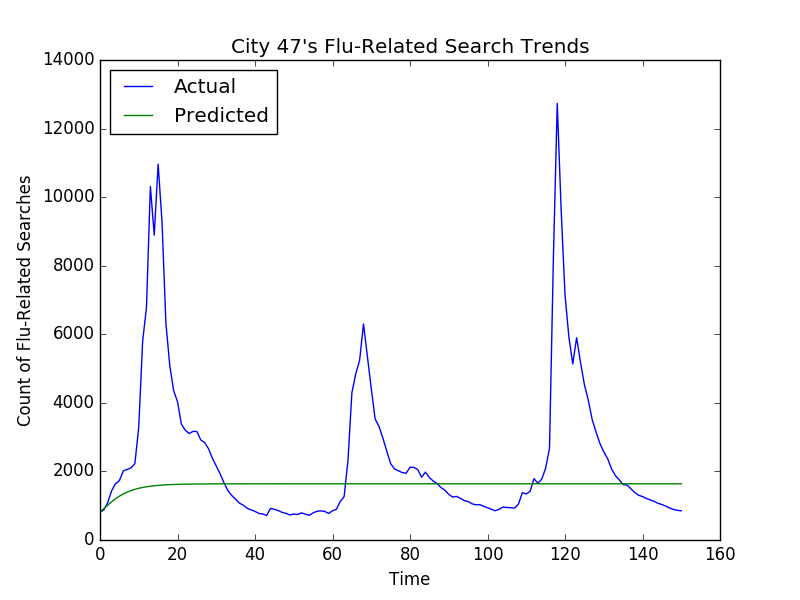 City 47's Flu-Related Search Trends
Actual
Predicted
Count of Flu-Related Searches
14000
12000
10000
8000
6000
4000
2000
0
0 20 40 60 80 100 120 140 160
Time